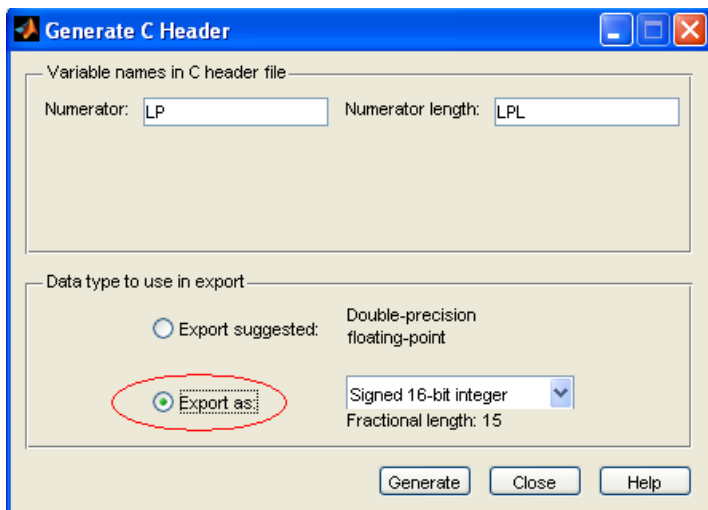 Generate C Header
Variable names in C header file
Numerator: LP Numerator length: LPL
Data type to use in export
Export suggested: Double-precision
floating-point
Export as: Signed 16-bit integer
Fractional length: 15
Generate Close Help